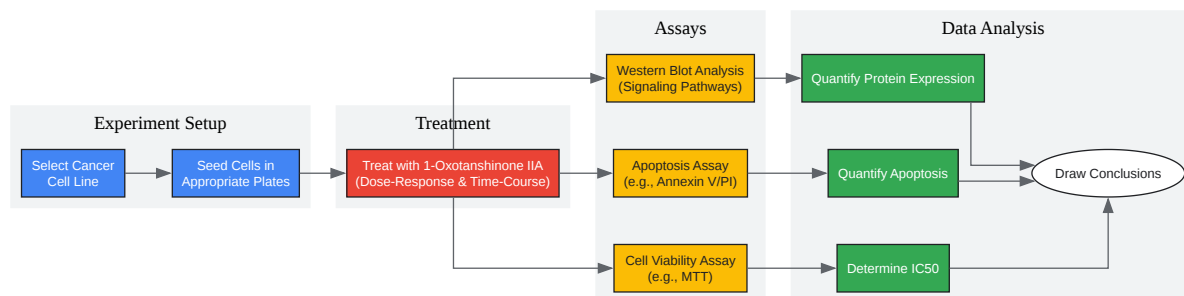 Experiment Setup
Select Cancer
Cell Line
Seed Cells in
Appropriate Plates
Treatment
Treat with 1-Oxotanshinone IIA
(Dose-Response & Time-Course)
Assays
Western Blot Analysis
(Signaling Pathways)
Apoptosis Assay
(e.g., Annexin V/PI)
Cell Viability Assay
(e.g., MTT)
Data Analysis
Quantify Protein Expression
Quantify Apoptosis
Determine IC50
Draw Conclusions